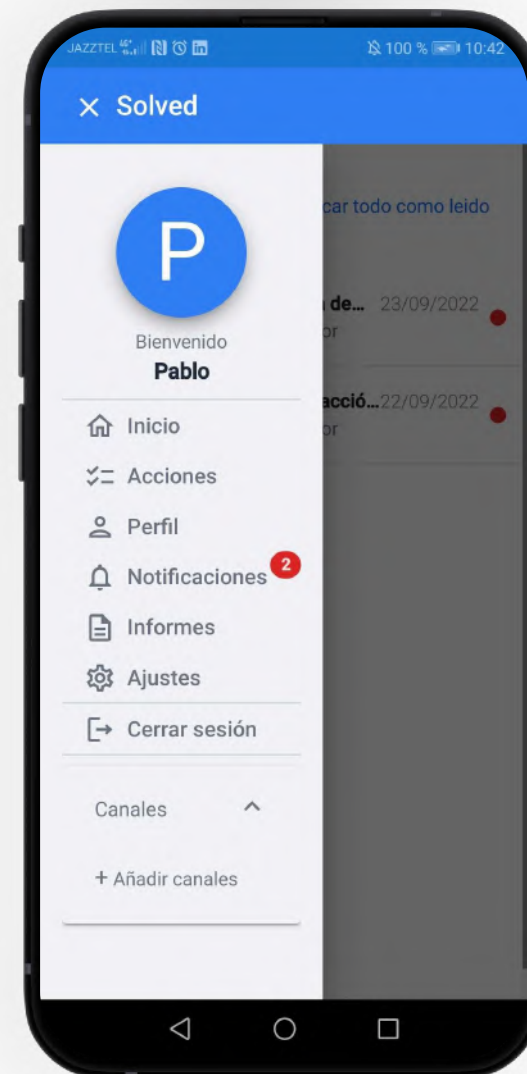 JAZZTEL 100 % 10:42
× Solved
P
car todo como leido
Bienvenido
Pablo
de... 23/09/2022
or
acció...22/09/2022
or
Inicio
Acciones
Perfil
Notificaciones 2
Informes
Ajustes
Cerrar sesión
Canales
+ Añadir canales